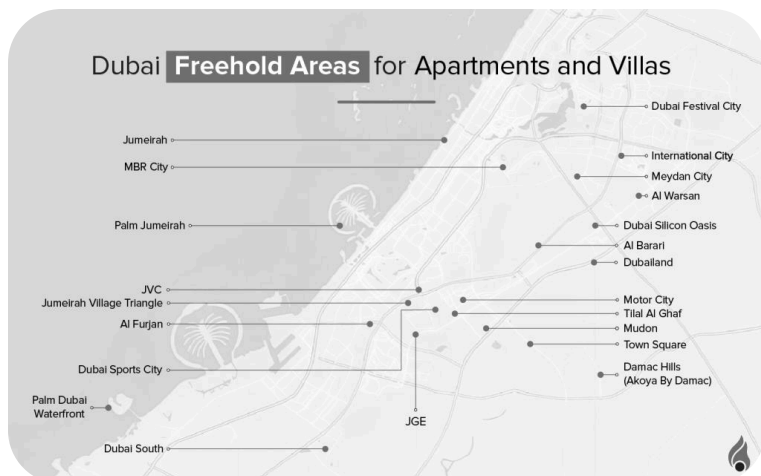 Dubai Freehold Areas for Apartments and Villas
Dubai Festival City
Jumeirah
International City
MBR City
Meydan City
Al Warsan
Palm Jumeirah
Dubai Silicon Oasis
Al Barari
Dubailand
JVC
Jumeirah Village Triangle
Motor City
Tilal Al Ghaf
Al Furjan
Mudon
Town Square
Dubai Sports City
Damac Hills
(Akoya By Damac)
Palm Dubai
Waterfront
JGE
Dubai South